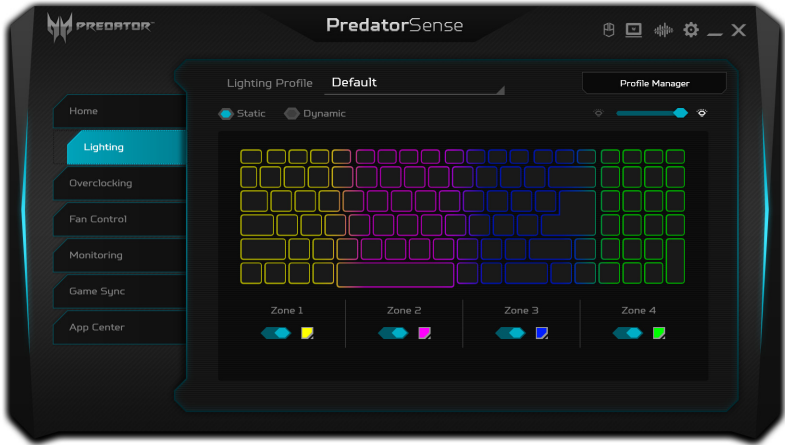 PREDATOR
PredatorSense
Lighting Profile Default
Profile Manager
Static Dynamic
Home
Lighting
Overclocking
Fan Control
Monitoring
Game Sync
App Center
Zone 1 Zone 2 Zone 3 Zone 4